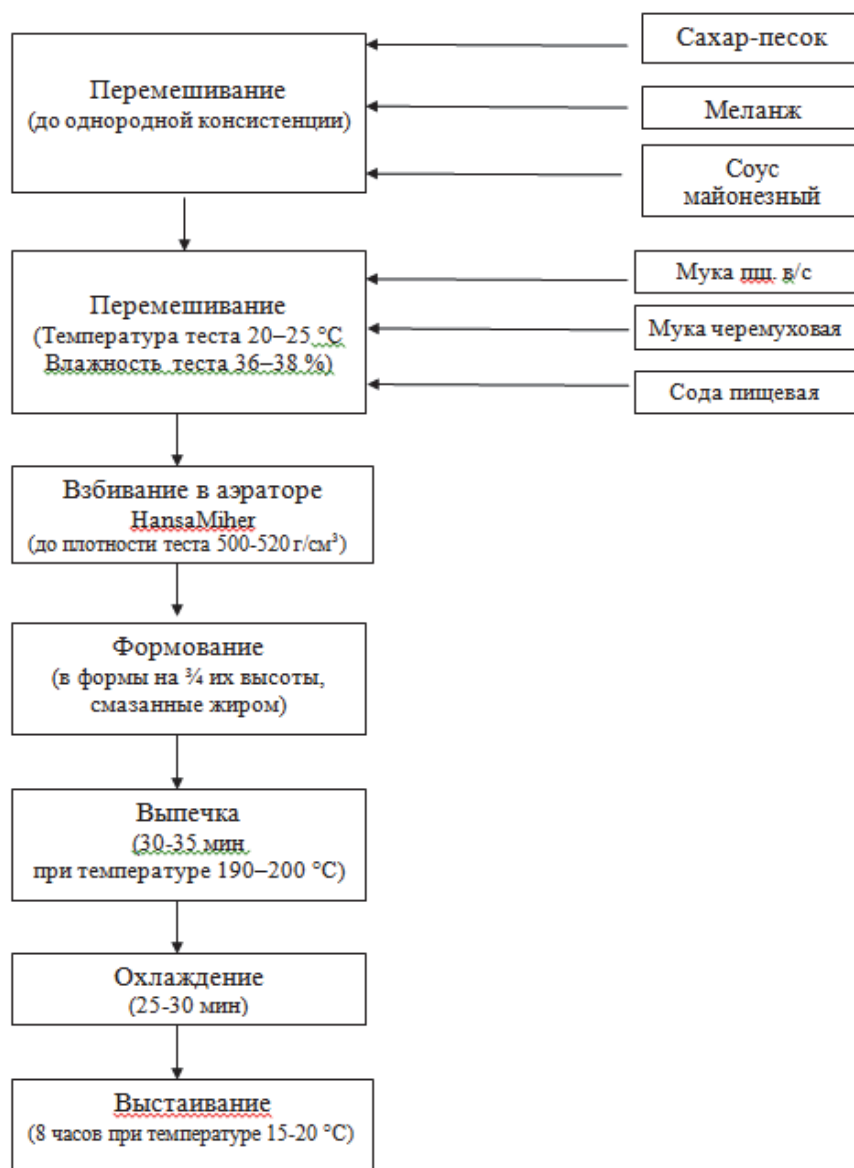 Сахар-песок
Перемешивание
(до однородной консистенции)
Меланж
Соус
майонезный
Перемешивание
(Температура теста 20–25 °С
Влажность теста 36–38 %)
Мука пш. в/с
Мука черемуховая
Сода пищевая
Взбивание в аэраторе
HansaMiher
(до плотности теста 500-520 г/см³)
Формование
(в формы на ¾ их высоты,
смазанные жиром)
Выпечка
(30-35 мин
при температуре 190–200 °С)
Охлаждение
(25-30 мин)
Выстаивание
(8 часов при температуре 15-20 °С)